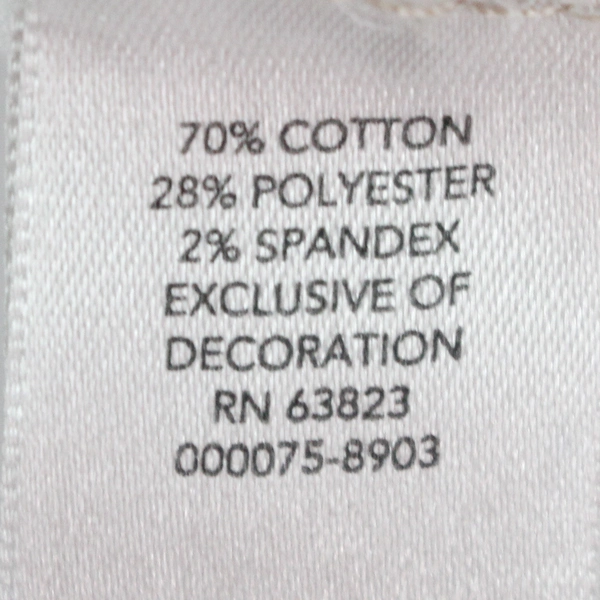 70% COTTON
28% POLYESTER
2% SPANDEX
EXCLUSIVE OF
DECORATION
RN 63823
000075-8903